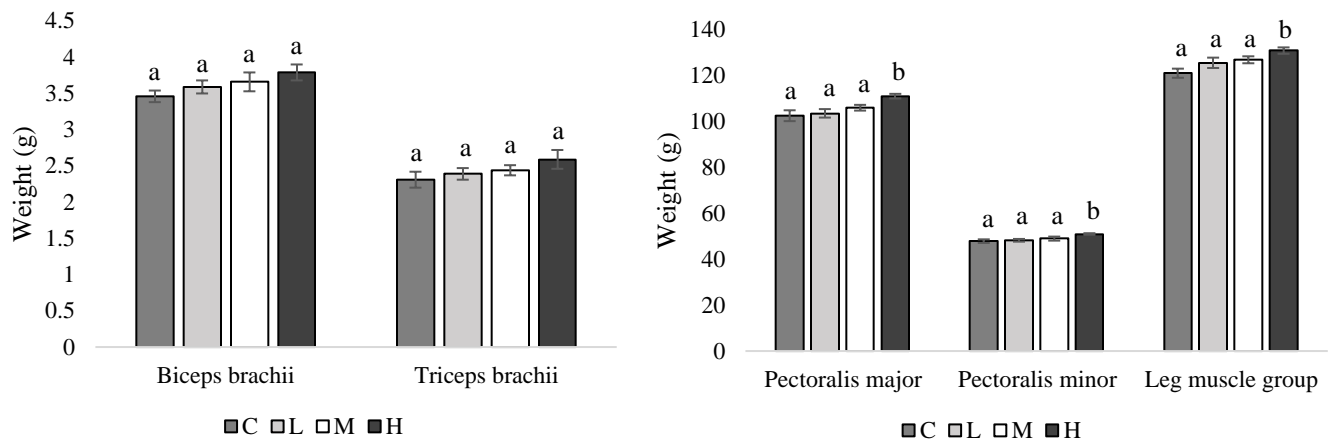 4.5
4
3.5
3
2.5
2
1.5
1
0.5
0
Weight (g)
a a a a
a a a a
Biceps brachii Triceps brachii
C L M H
140
120
100
80
60
40
20
0
Weight (g)
a a a b
a a a b
a a a b
Pectoralis major Pectoralis minor Leg muscle group
C L M H